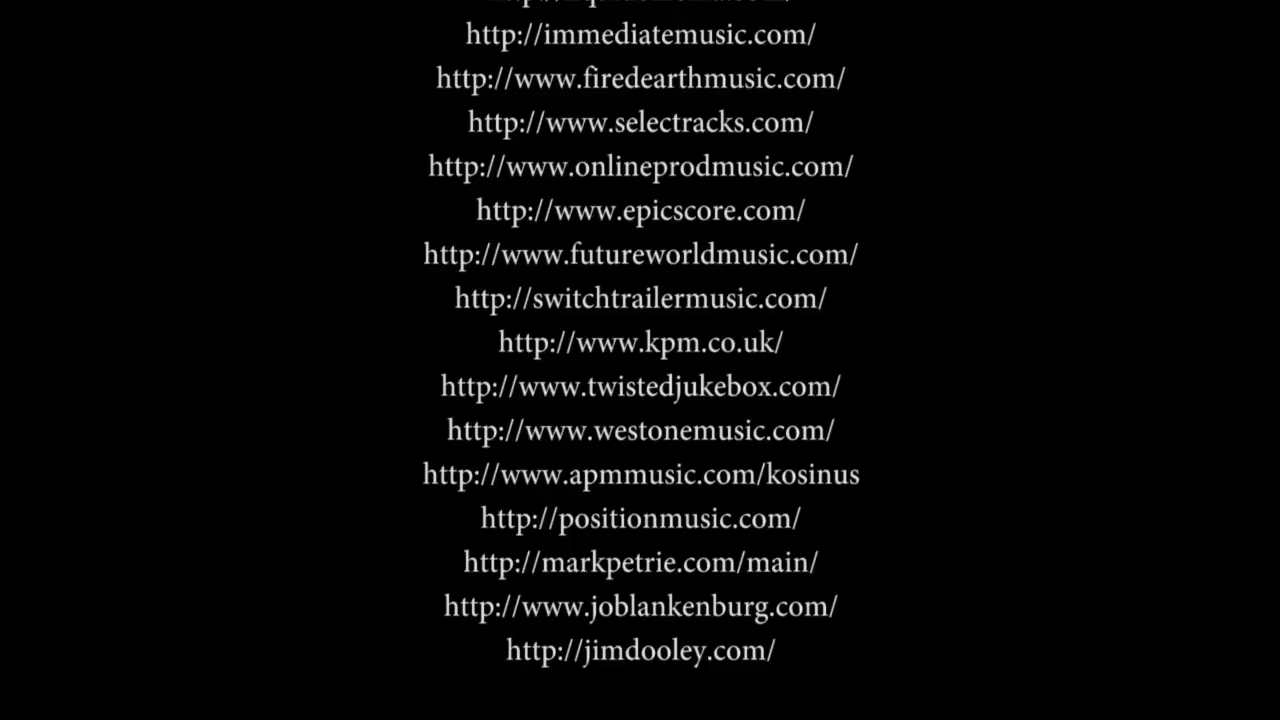 http://immediatemusic.com/
http://www.firedearthmusic.com/
http://www.selectracks.com/
http://www.onlineprodmusic.com/
http://www.epicscore.com/
http://www.futureworldmusic.com/
http://switchtrailermusic.com/
http://www.kpm.co.uk/
http://www.twistedjukebox.com/
http://www.westonemusic.com/
http://www.apmmusic.com/kosinus
http://positionmusic.com/
http://markpetrie.com/main/
http://www.joblankenburg.com/
http://jimdooley.com/